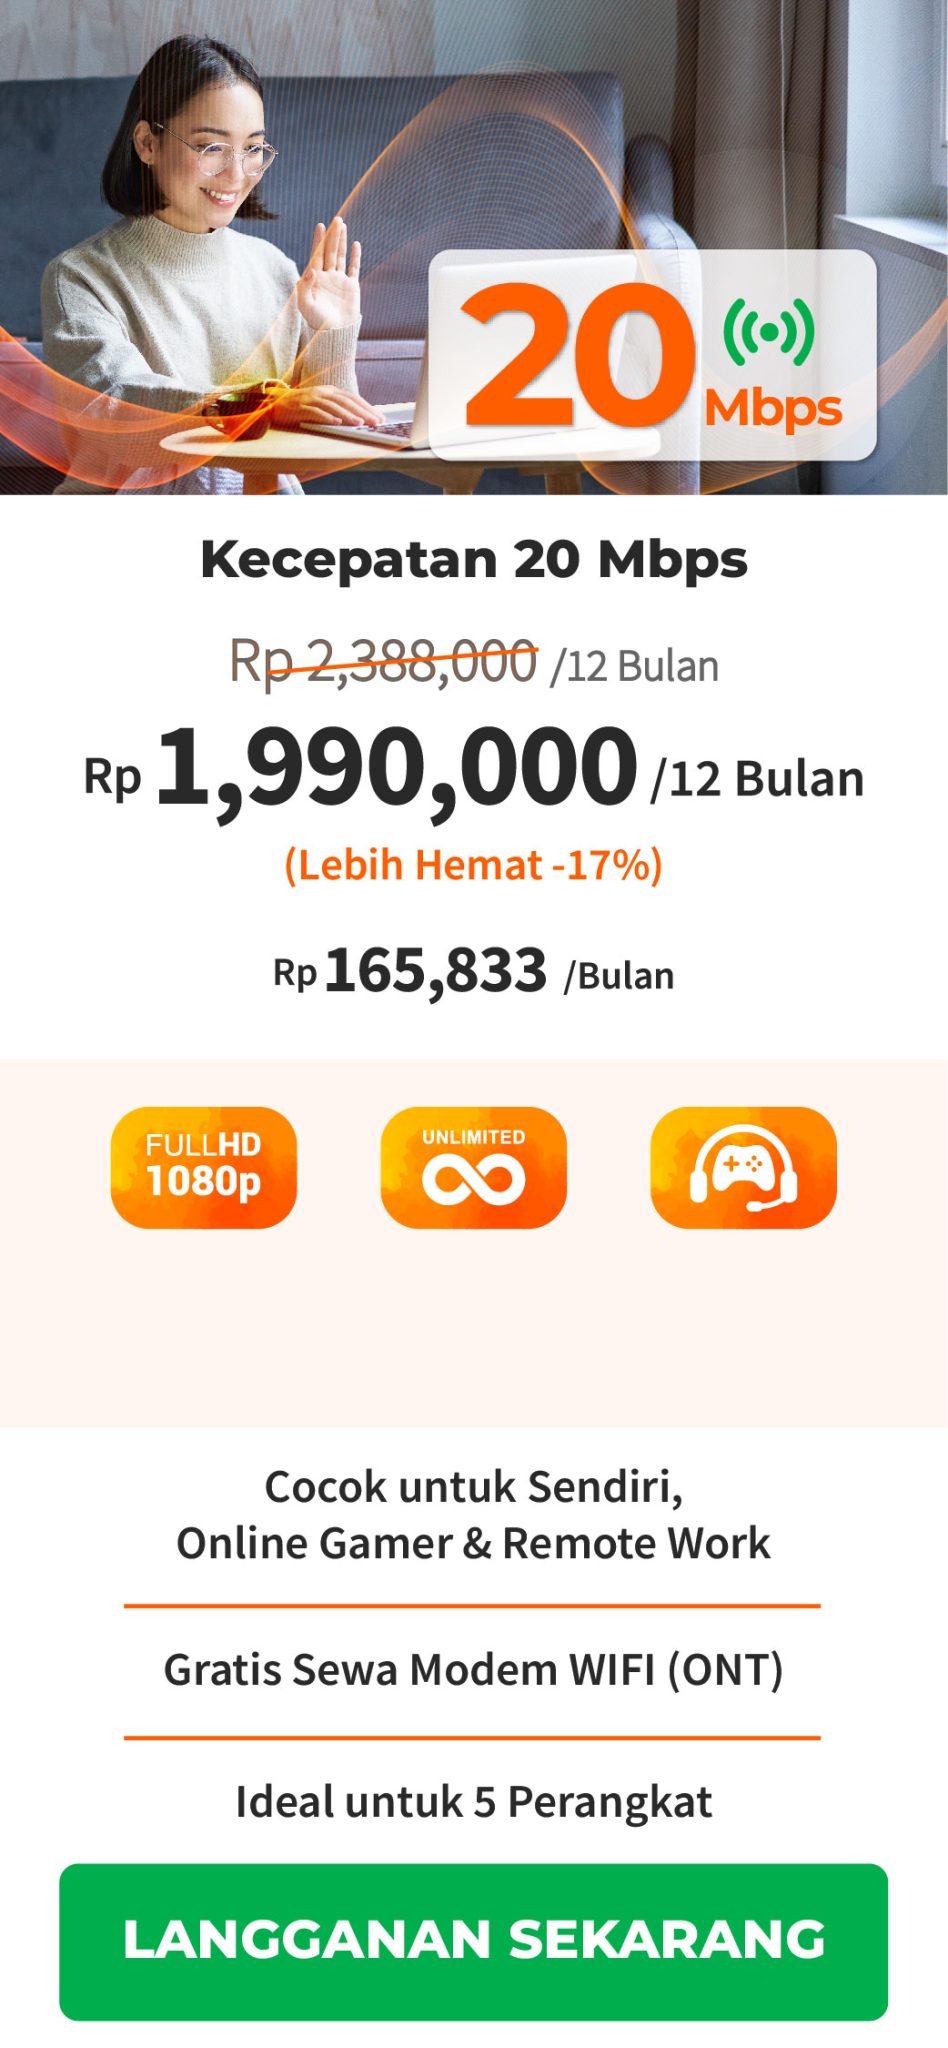 20
Mbps
Kecepatan 20 Mbps
Rp 2,388,000 /12 Bulan
Rp 1,990,000 /12 Bulan
(Lebih Hemat -17%)
Rp 165,833 /Bulan
FULLHD
1080p
UNLIMITED
Cocok untuk Sendiri,
Online Gamer & Remote Work
Gratis Sewa Modem WIFI (ONT)
Ideal untuk 5 Perangkat
LANGGANAN SEKARANG